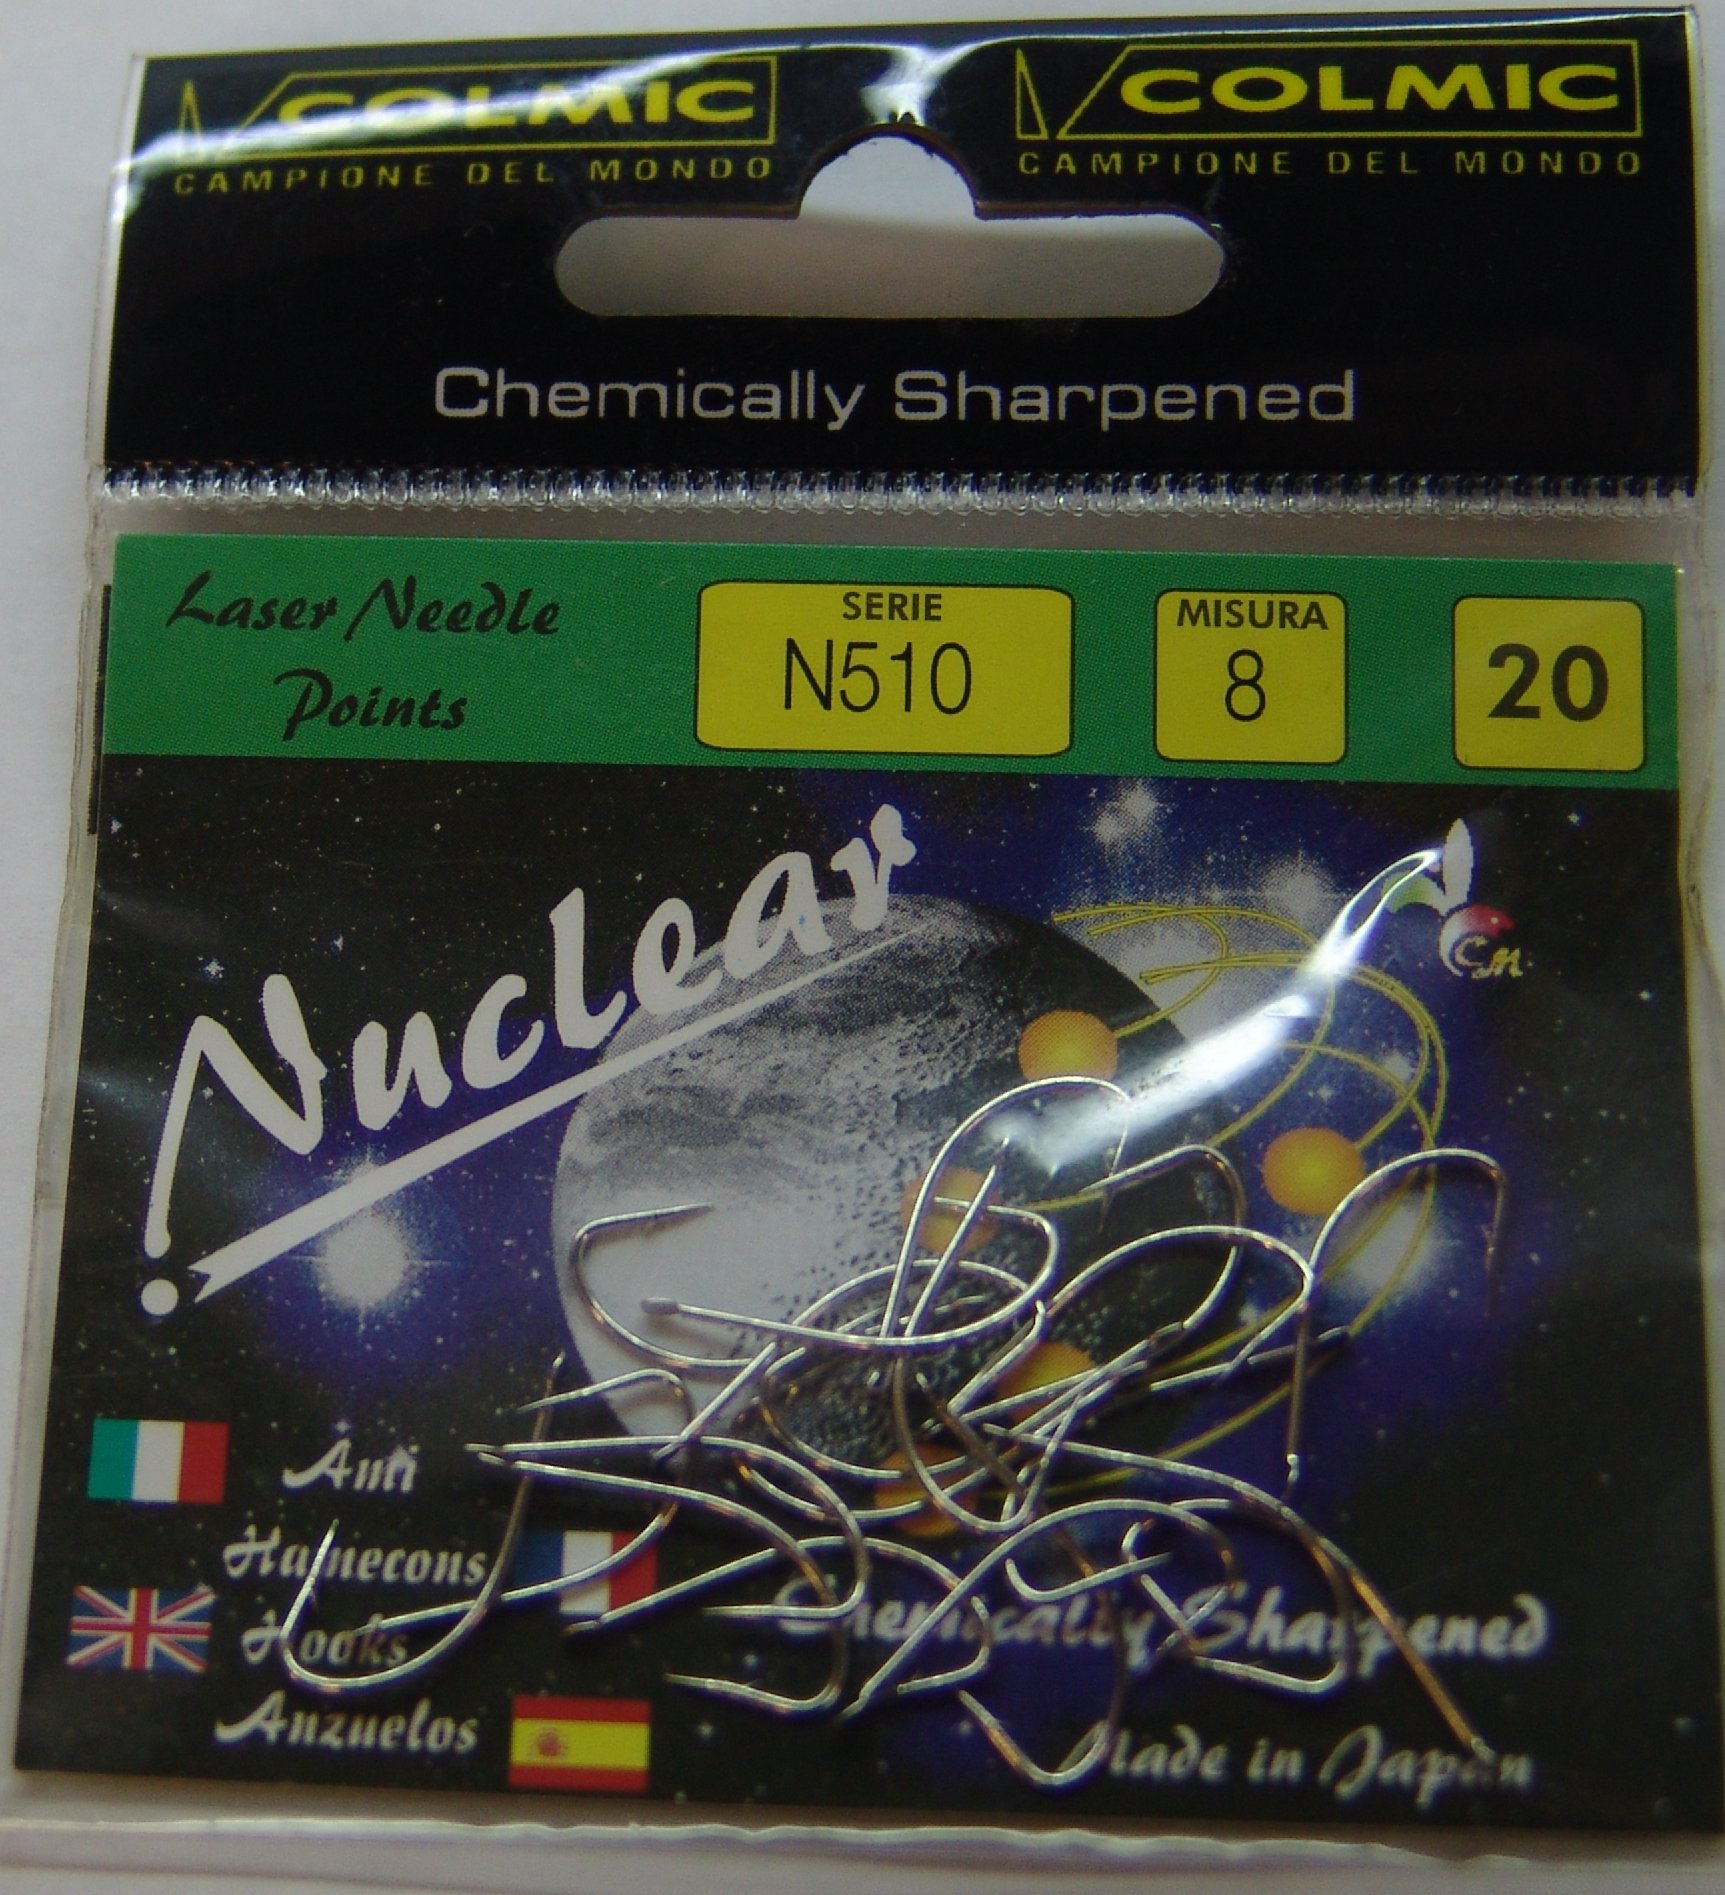 COLMIC COLMIC
CAMPIONE DEL MONDO CAMPIONE DEL MONDO
Chemically Sharpened
Laser Needle
Points
SERIE
N510
MISURA
8
20
Nuclear
C.M.
Ami
Hamecons
Hooks
Anzuelos
Chemically Sharpened
Made in Japan